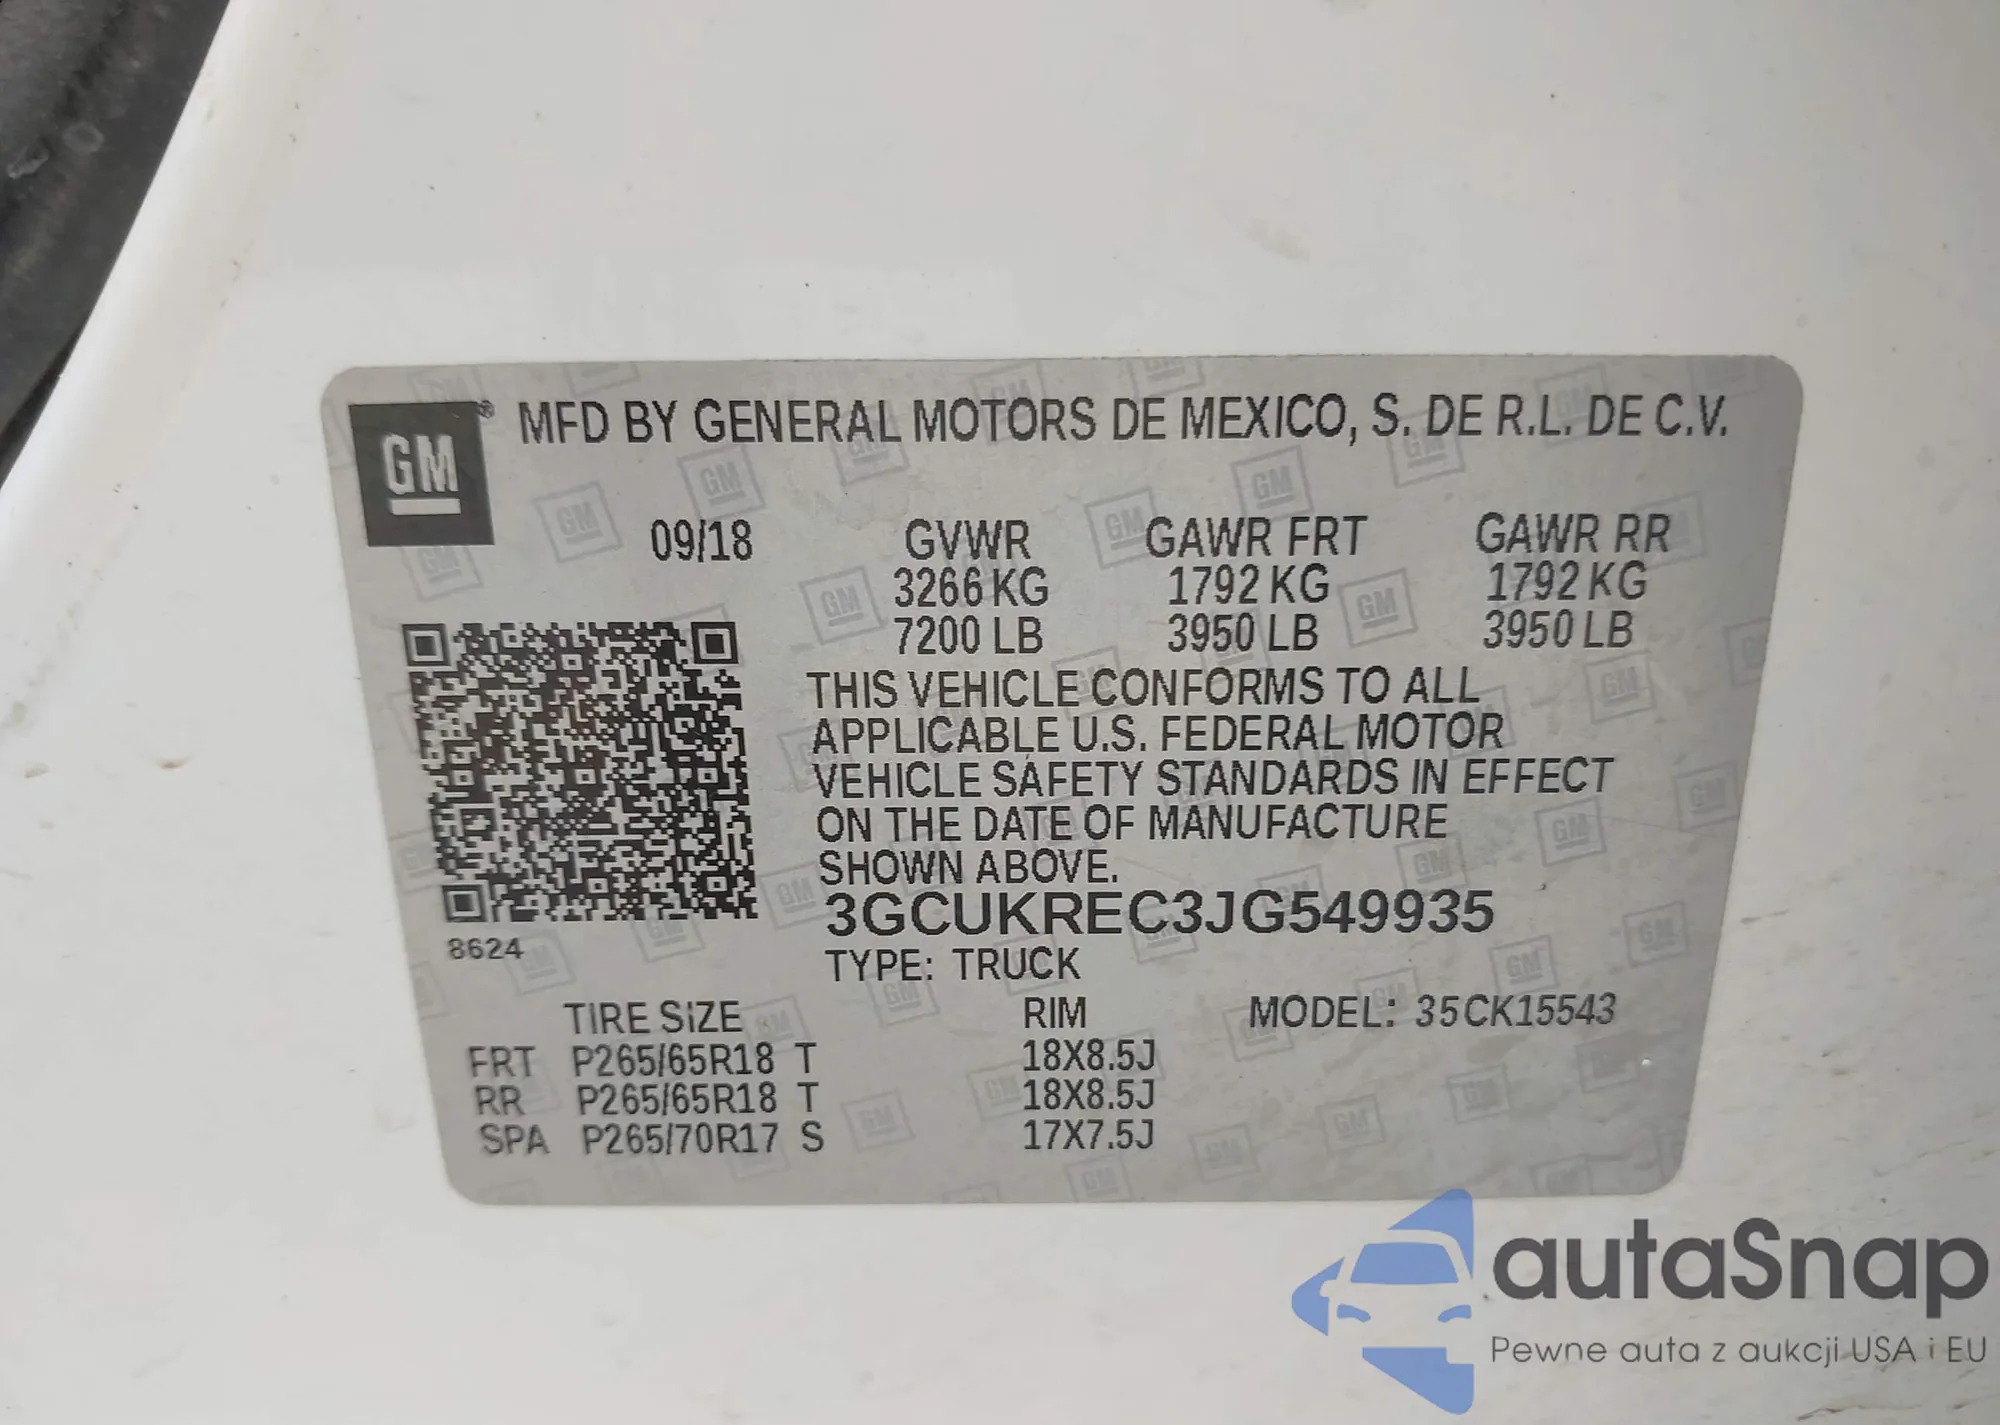 GM® MFD BY GENERAL MOTORS DE MEXICO, S. DE R.L. DE C.V.
09/18 GVWR GAWR FRT GAWR RR
3266 KG 1792 KG 1792 KG
7200 LB 3950 LB 3950 LB
THIS VEHICLE CONFORMS TO ALL
APPLICABLE U.S. FEDERAL MOTOR
VEHICLE SAFETY STANDARDS IN EFFECT
ON THE DATE OF MANUFACTURE
SHOWN ABOVE.
3GCUKREC3JG549935
8624
TYPE: TRUCK
TIRE SIZE RIM MODEL: 35CK15543
FRT P265/65R18 T 18X8.5J
RR P265/65R18 T 18X8.5J
SPA P265/70R17 S 17X7.5J
autaSnap
Pewne auta z aukcji USA i EU